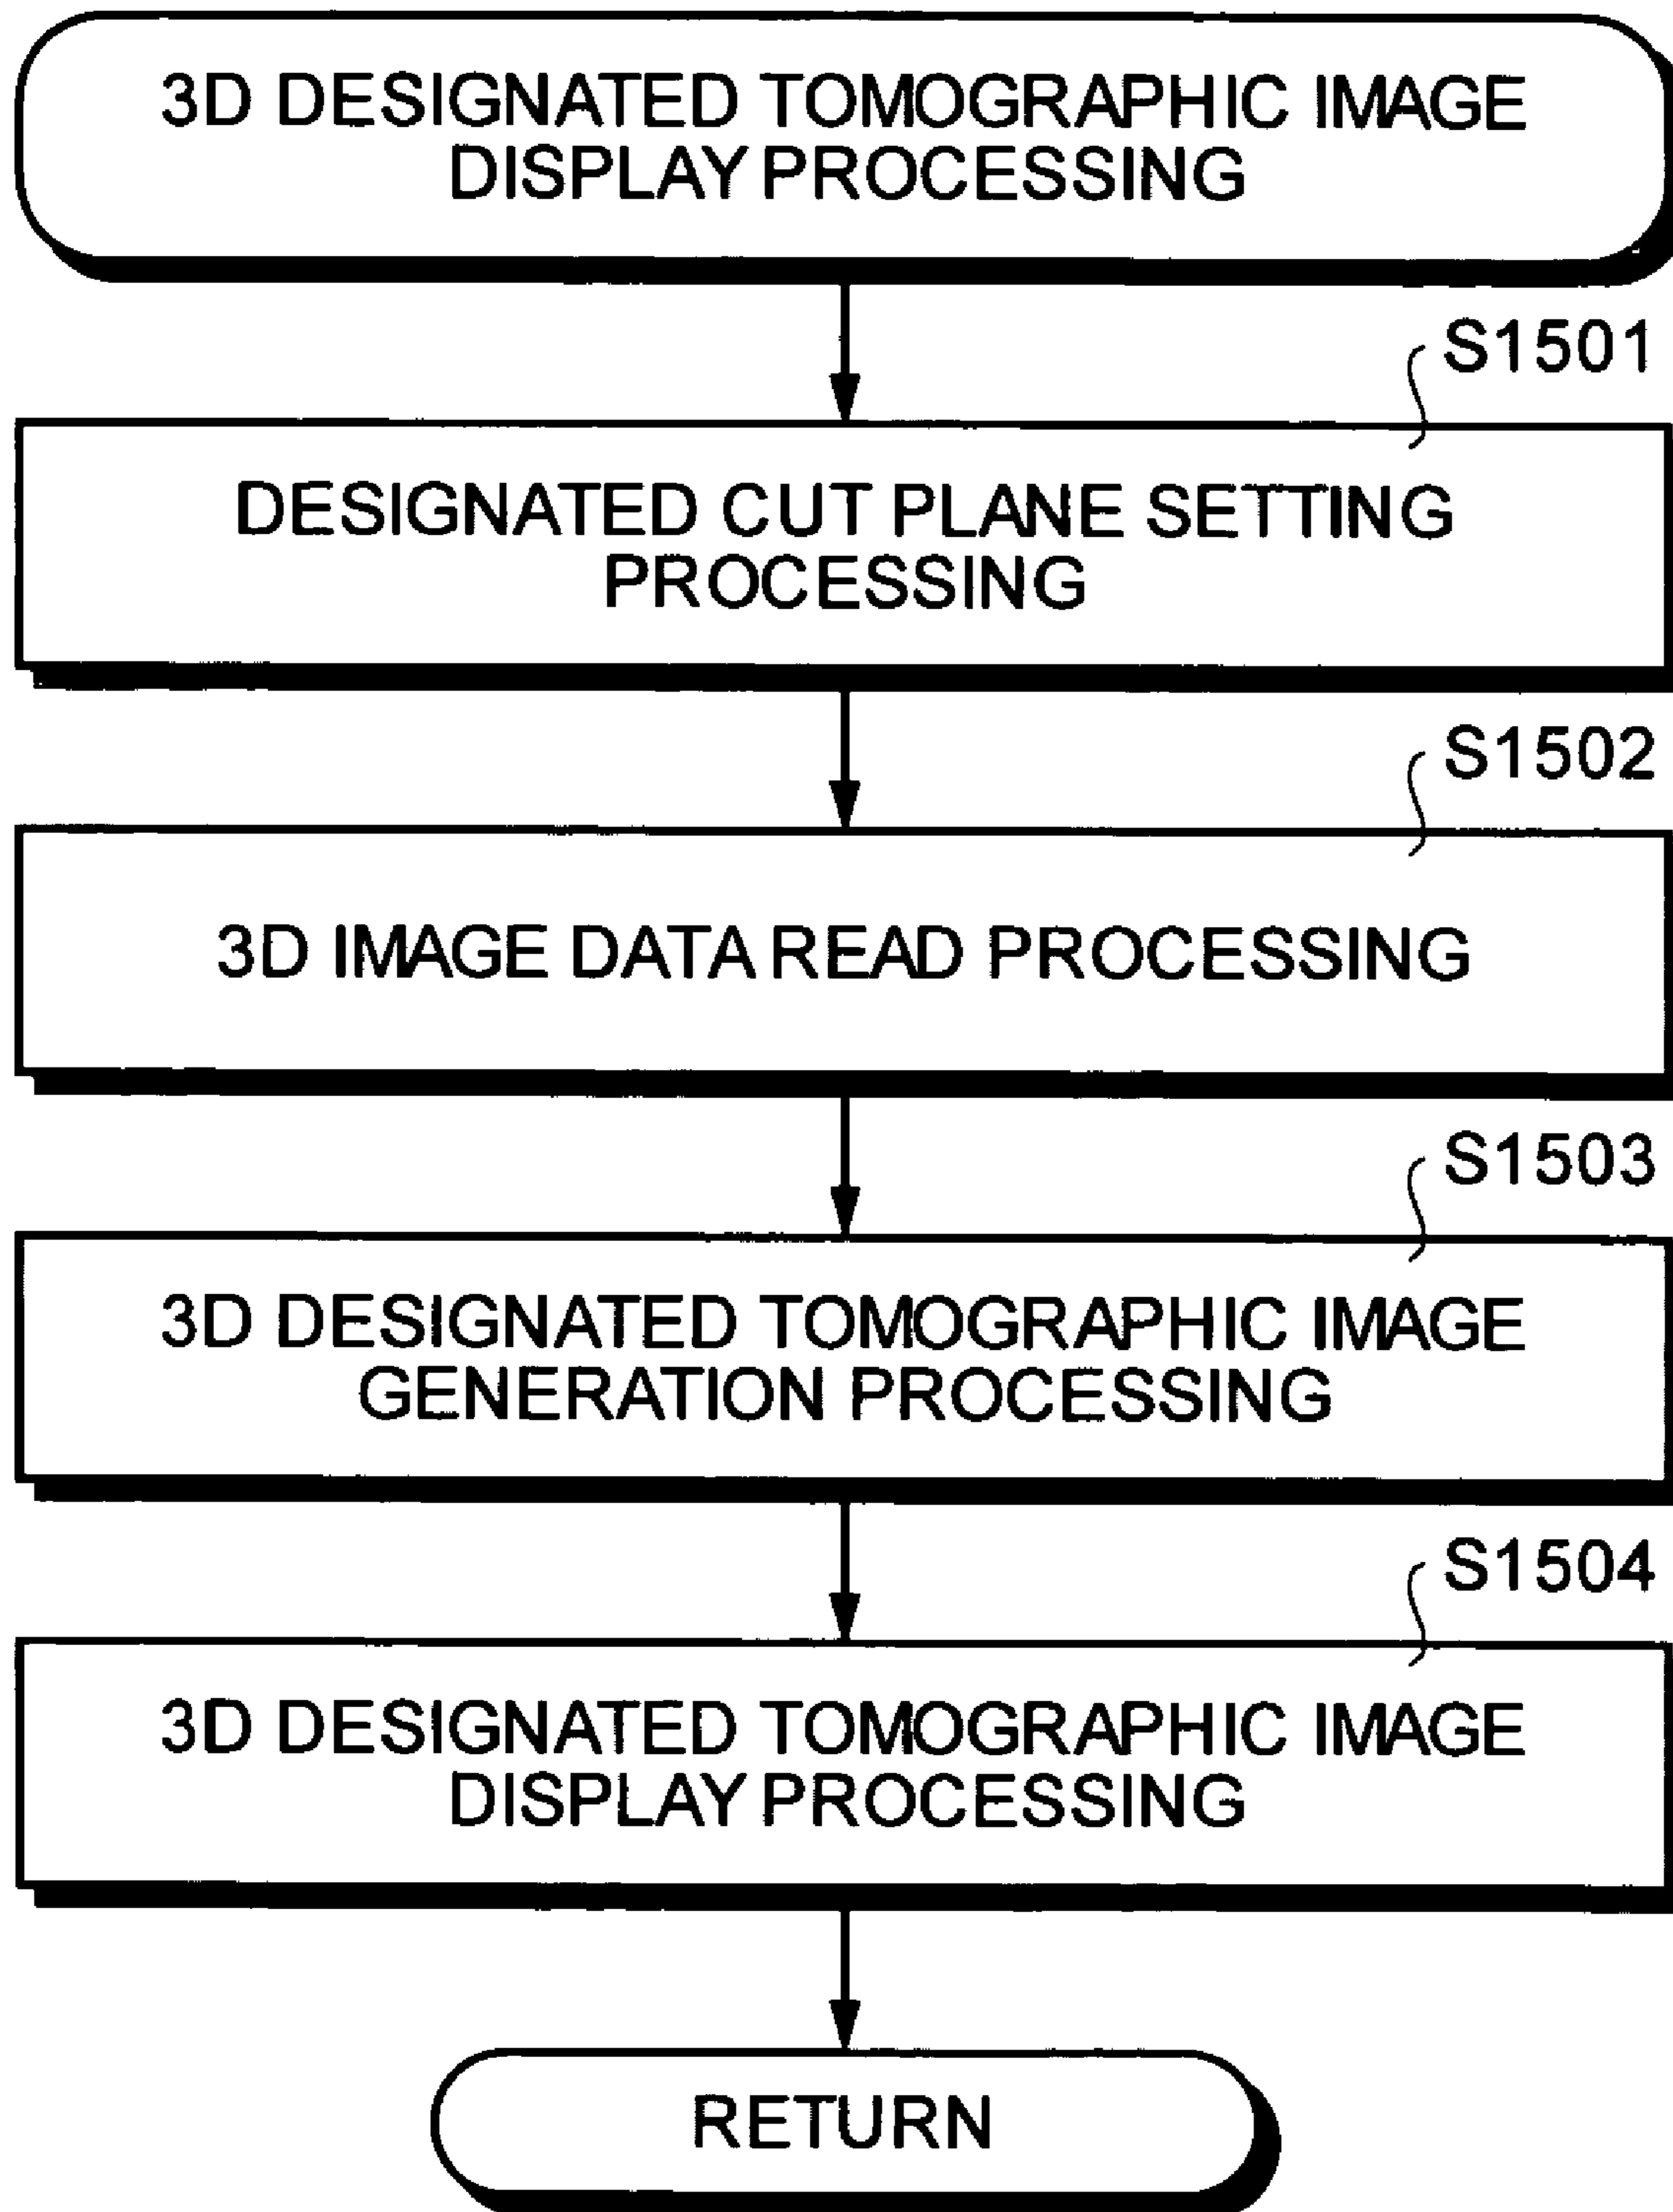 3D DESIGNATED TOMOGRAPHIC IMAGE
DISPLAY PROCESSING
S1501
DESIGNATED CUT PLANE SETTING
PROCESSING
S1502
3D IMAGE DATA READ PROCESSING
S1503
3D DESIGNATED TOMOGRAPHIC IMAGE
GENERATION PROCESSING
S1504
3D DESIGNATED TOMOGRAPHIC IMAGE
DISPLAY PROCESSING
RETURN